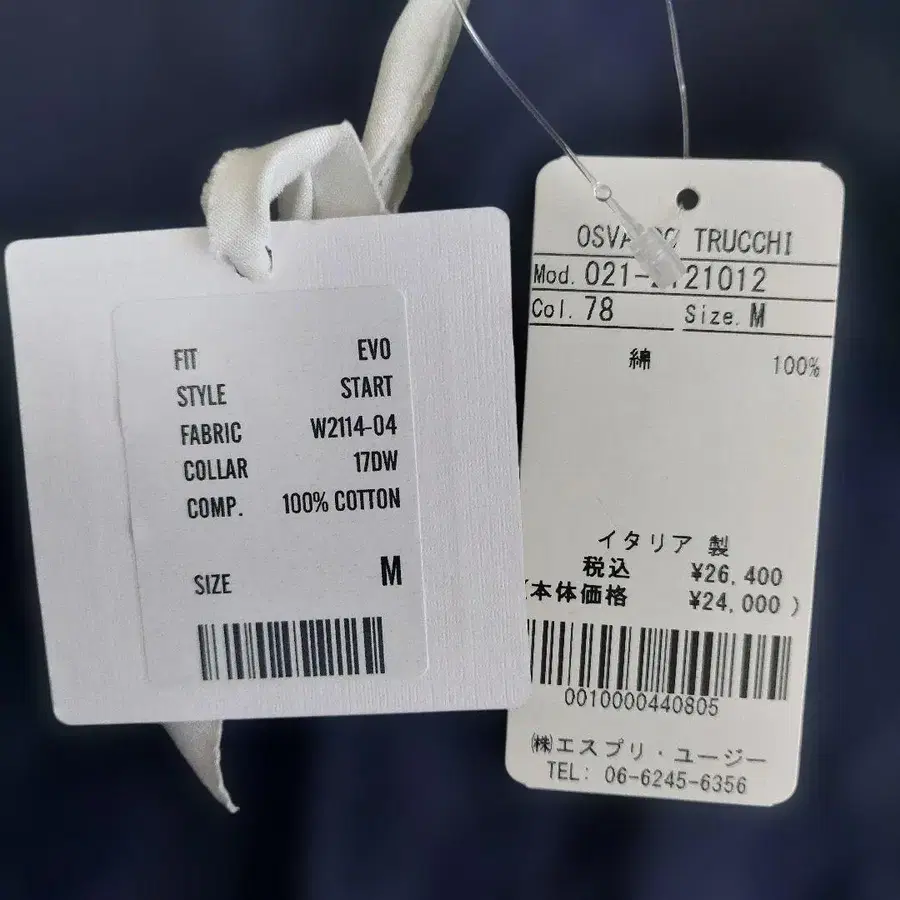 FIT EVO
STYLE START
FABRIC W2114-04
COLLAR 17DW
COMP. 100% COTTON
SIZE M
TRUCCHI
Mod.
Col. 78 Size. M
綿 100%
イタリア 製
税込 ¥26,400
(本体価格 ¥24,000 )
0010000440805
㈱エスプリ・ユージー
TEL: 06-6245-6356